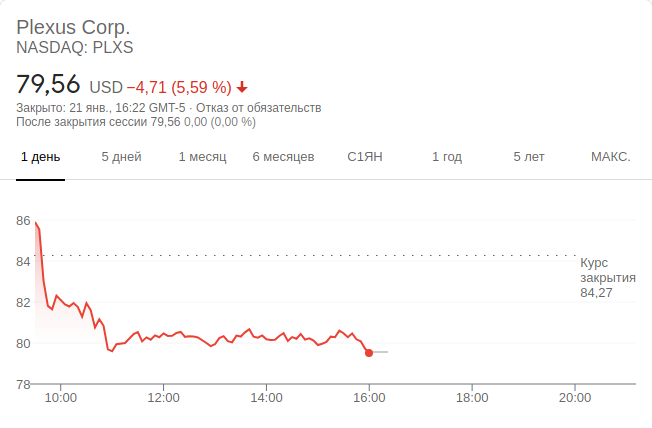 Plexus Corp.
NASDAQ: PLXS
79,56 USD −4,71 (5,59 %)
Закрыто: 21 янв., 16:22 GMT-5 · Отказ от обязательств
После закрытия сессии 79,56 0,00 (0,00 %)
1 день 5 дней 1 месяц 6 месяцев С1ЯН 1 год 5 лет МАКС.
86
84
Курс
закрытия
84,27
82
80
78
10:00 12:00 14:00 16:00 18:00 20:00